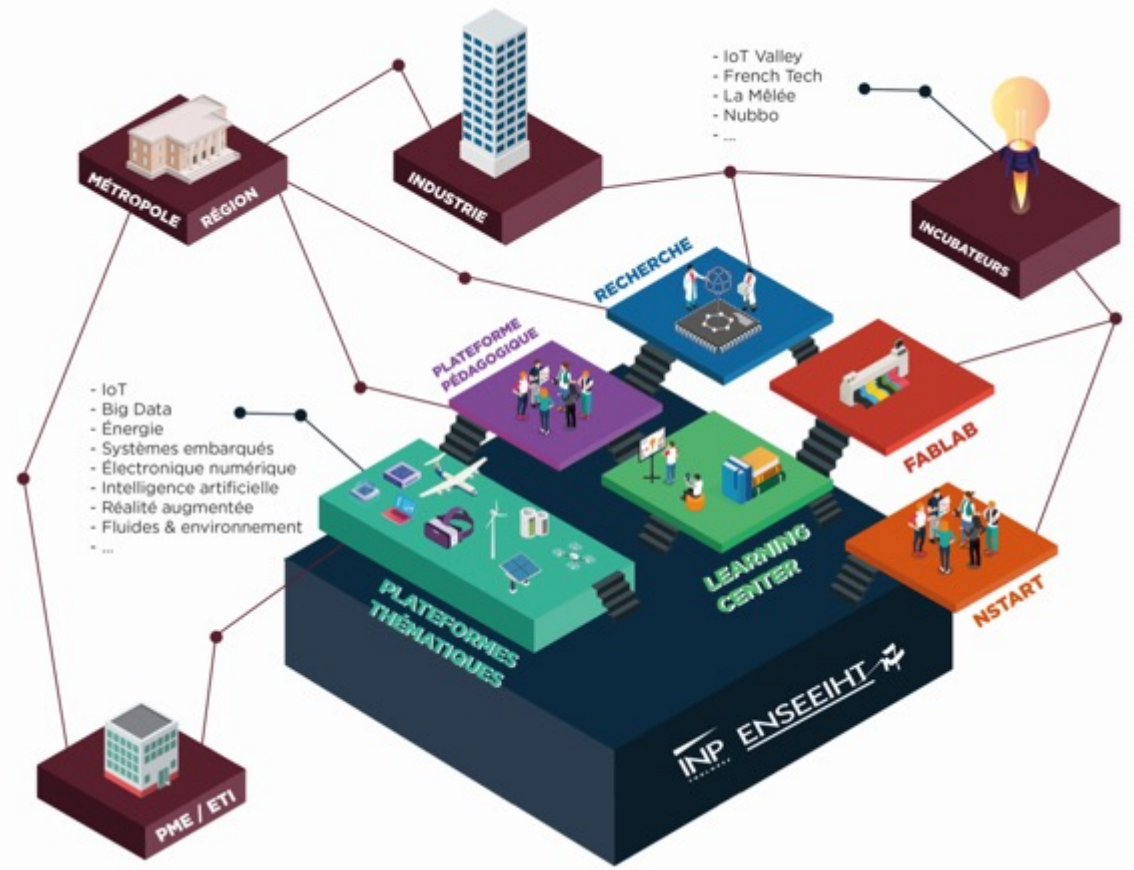 - IoT Valley
- French Tech
- La Mêlée
- Nubbo
- ....
MÉTROPOLE
RÉGION
INDUSTRIE
INCUBATEURS
RECHERCHE
PLATEFORME
PÉDAGOGIQUE
- IoT
- Big Data
- Énergie
- Systèmes embarqués
- Électronique numérique
- Intelligence artificielle
- Réalité augmentée
- Fluides & environnement
- ...
FABLAB
LEARNING
CENTER
NSTART
PLATEFORMES
THÉMATIQUES
INP ENSEEIHT
TOULOUSE
PME / ETI